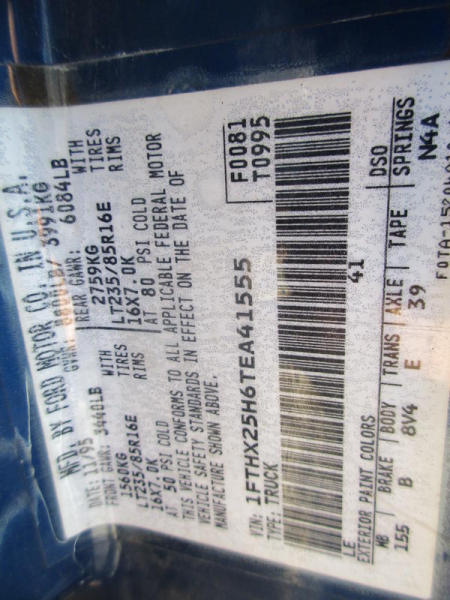 MFD BY FORD MOTOR CO. IN U.S.A.
DATE: 11/95 GVWR: 8800LB/ 3991KG
FRONT GAWR: 3440LB REAR GAWR: 6084LB
1560KG WITH 2759KG WITH
LT235/85R16E TIRES LT235/85R16E TIRES
16X7.0K RIMS 16X7.0K RIMS
AT 50 PSI COLD AT 80 PSI COLD
THIS VEHICLE CONFORMS TO ALL APPLICABLE FEDERAL MOTOR
VEHICLE SAFETY STANDARDS IN EFFECT ON THE DATE OF
MANUFACTURE SHOWN ABOVE.
F0081
T0995
VIN: 1FTHX25H6TEA41555
TYPE: TRUCK
LE 41
EXTERIOR PAINT COLORS DSO
WB BRAKE BODY TRANS AXLE TAPE SPRINGS
155 B 8V4 E 39 N4A